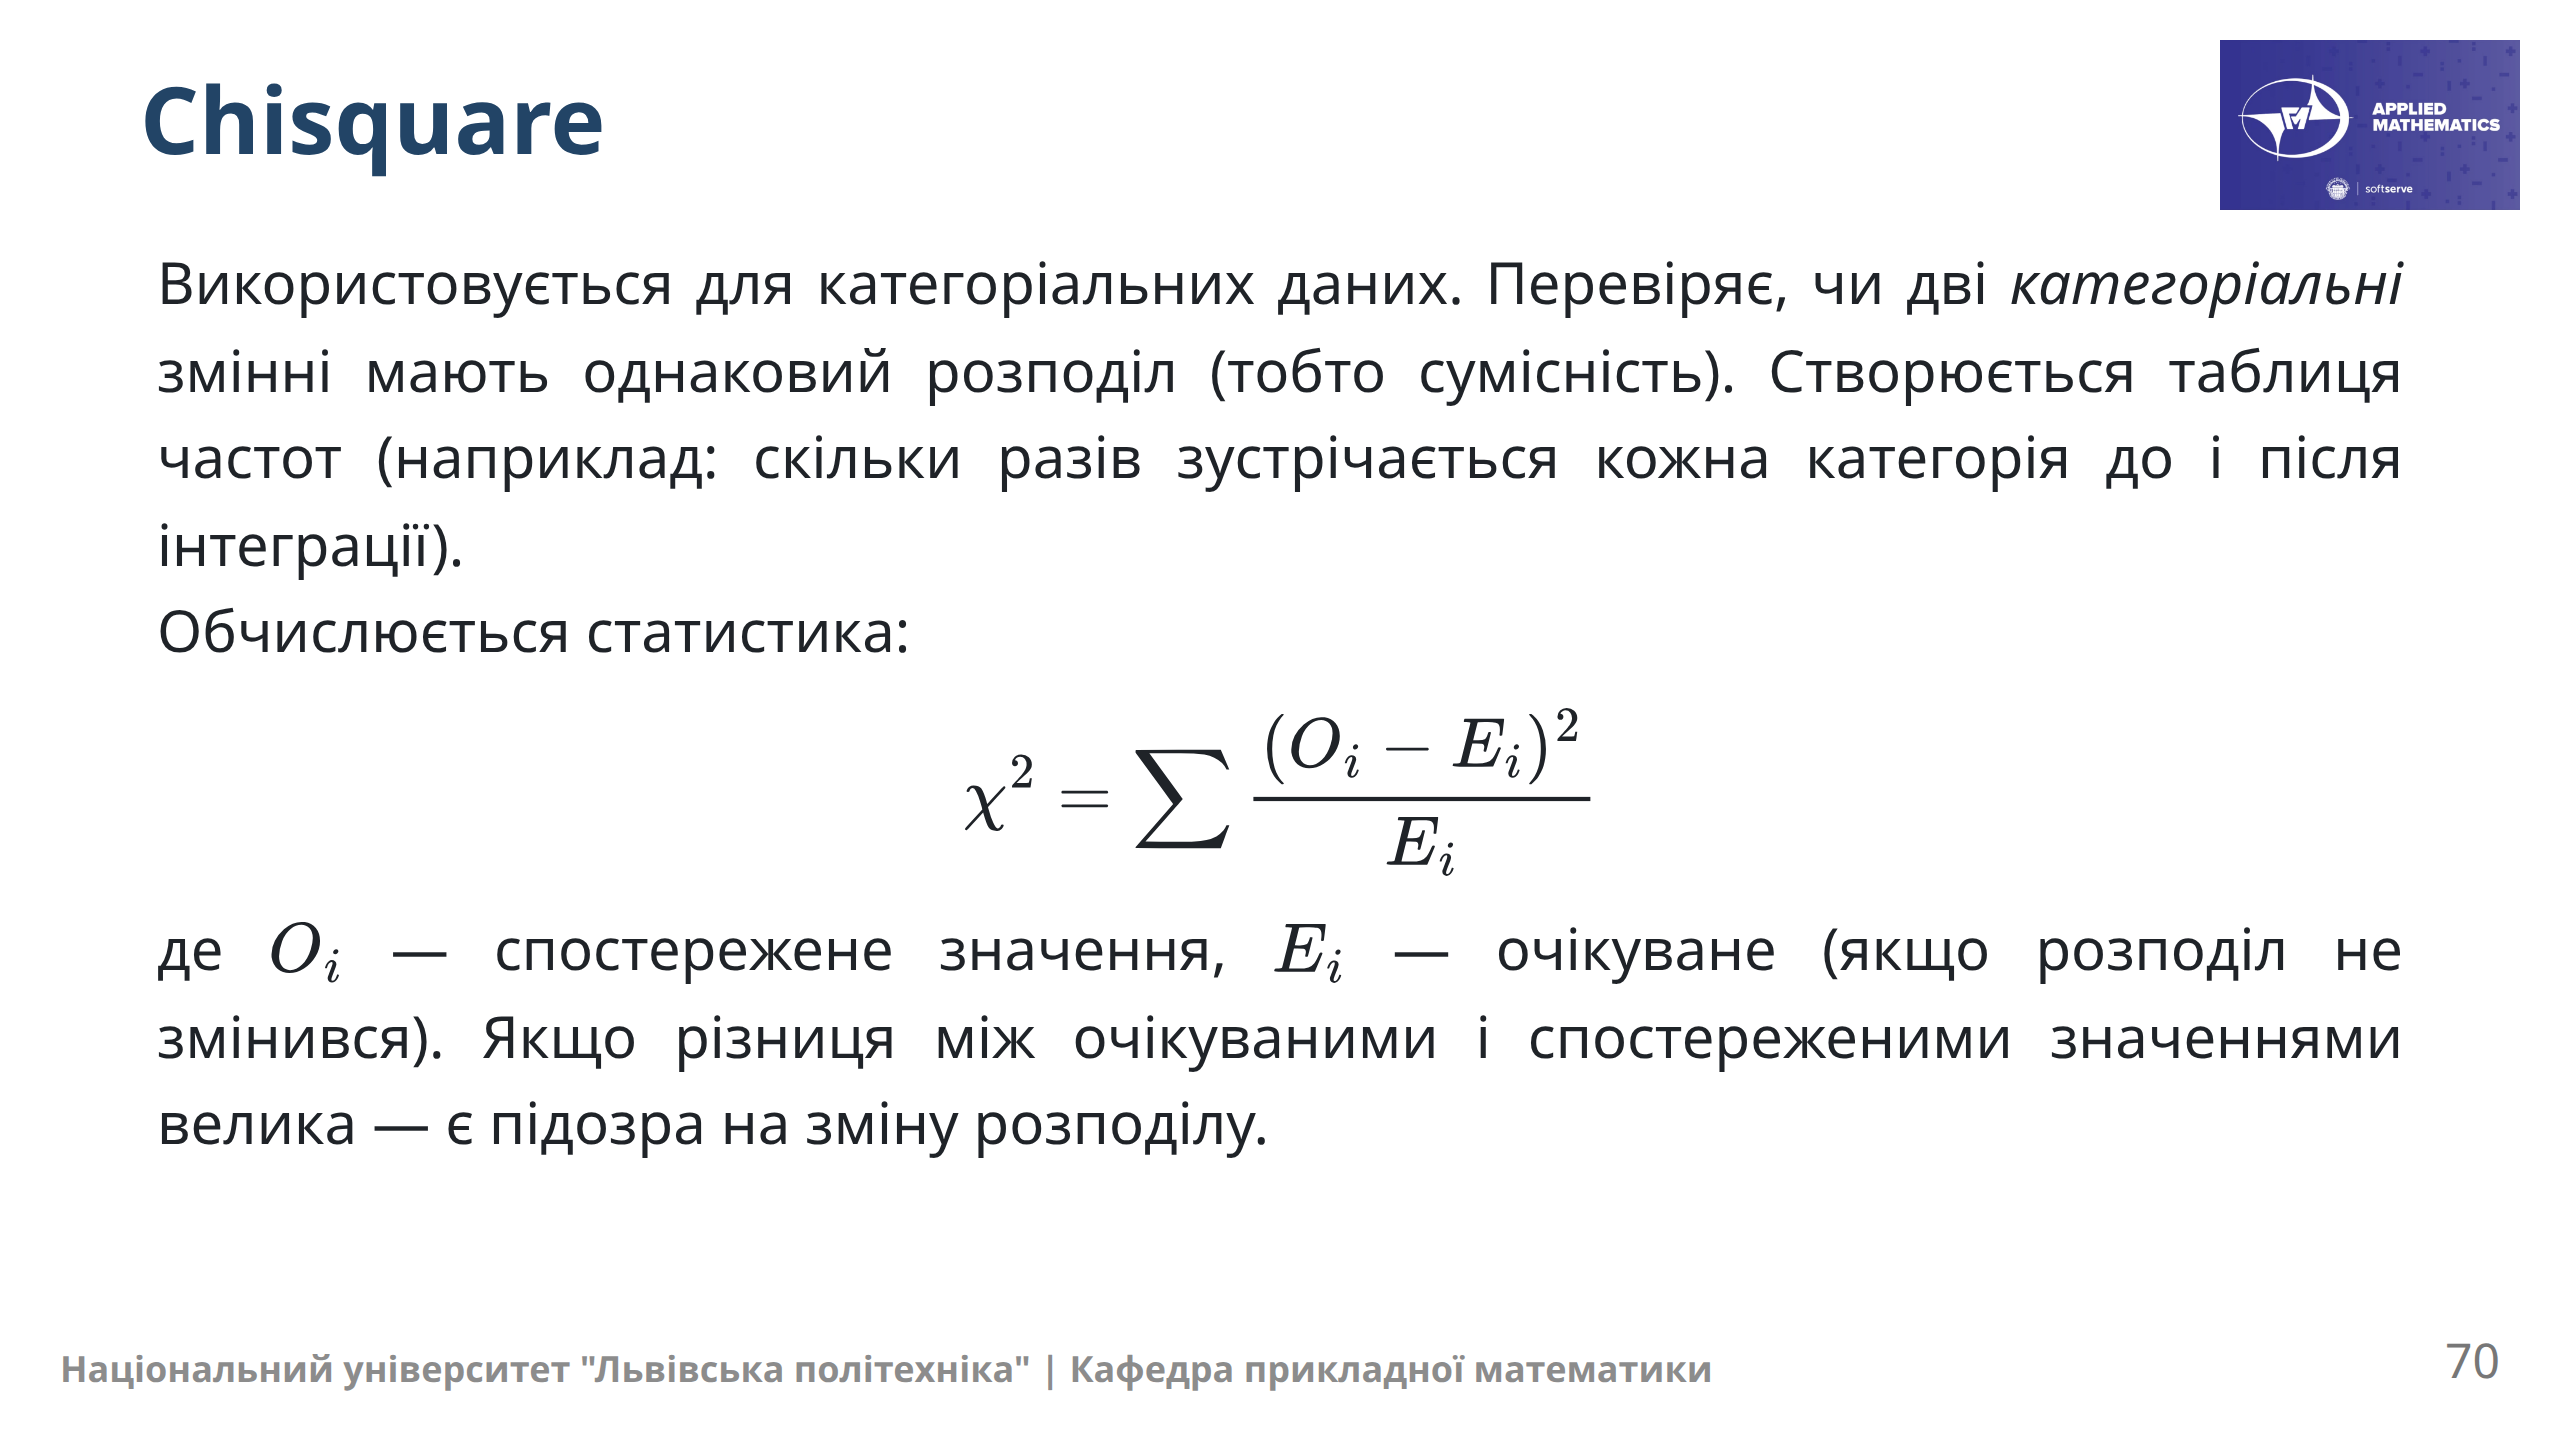 Chisquare
APPLIED
MATHEMATICS
softserve
Використовується для категоріальних даних. Перевіряє, чи дві категоріальні
змінні мають однаковий розподіл (тобто сумісність). Створюється таблиця
частот (наприклад: скільки разів зустрічається кожна категорія до і після
інтеграції).
Обчислюється статистика:
χ² = ∑ (Oᵢ − Eᵢ)² / Eᵢ
де Oᵢ — спостережене значення, Eᵢ — очікуване (якщо розподіл не
змінився). Якщо різниця між очікуваними і спостереженими значеннями
велика — є підозра на зміну розподілу.
Національний університет "Львівська політехніка" | Кафедра прикладної математики
70